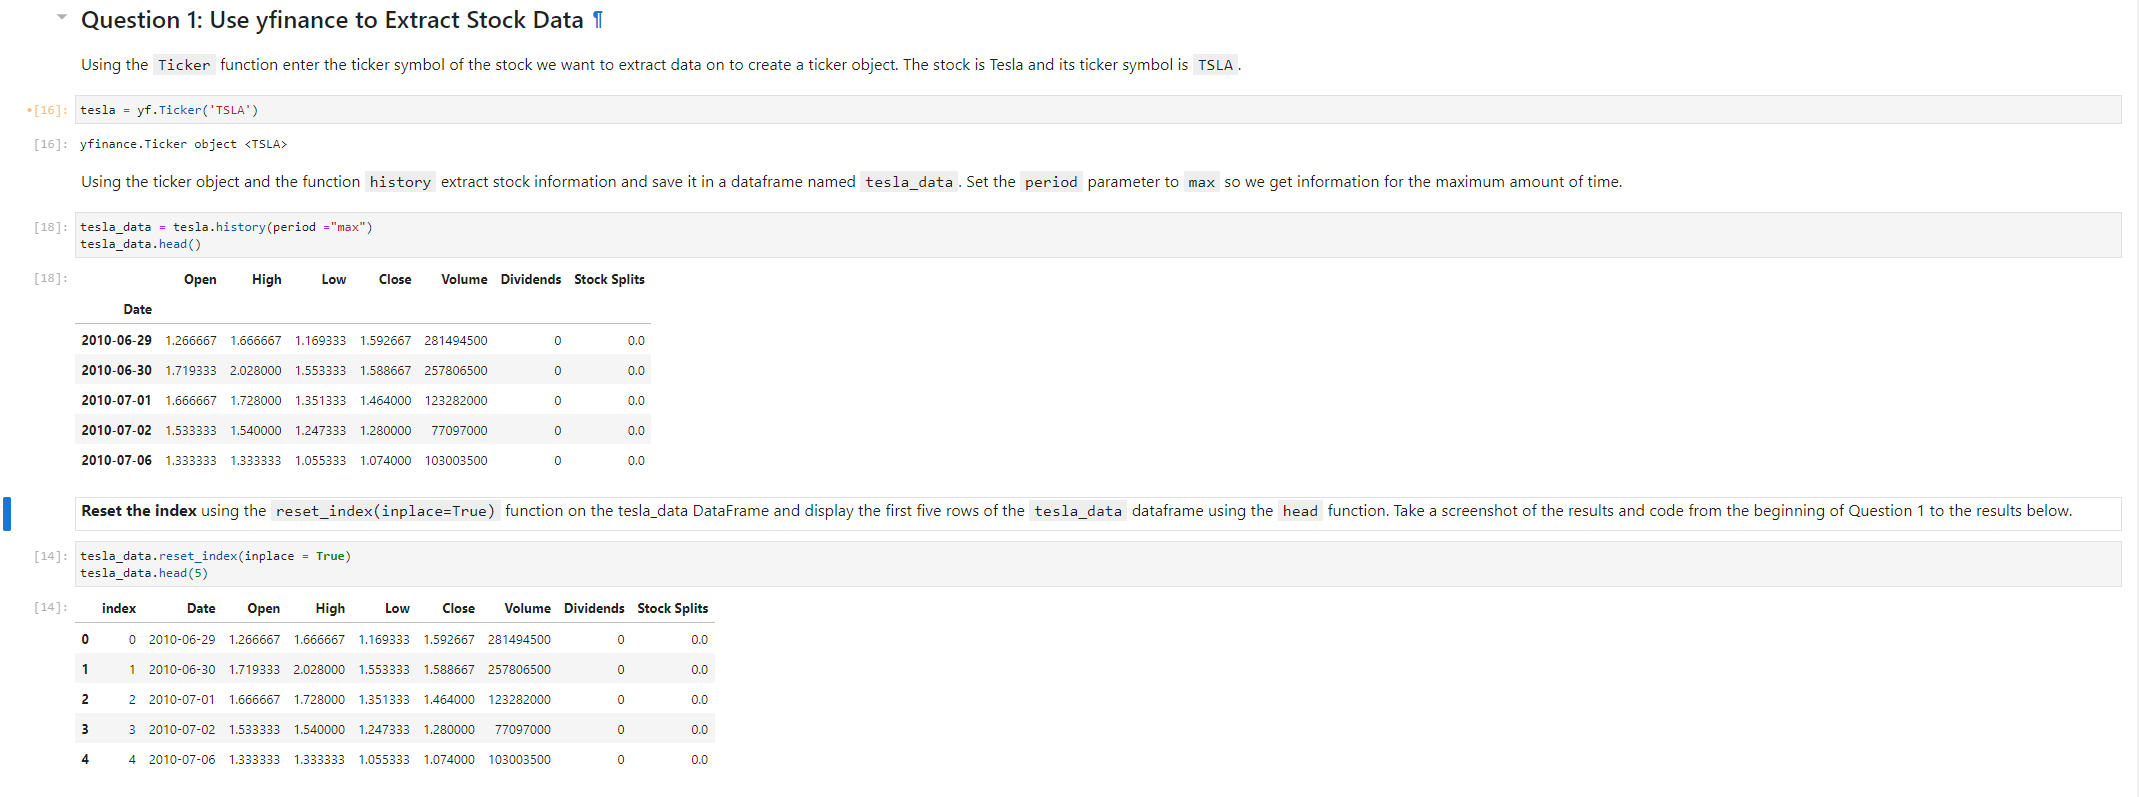 Question 1: Use yfinance to Extract Stock Data ¶
Using the Ticker function enter the ticker symbol of the stock we want to extract data on to create a ticker object. The stock is Tesla and its ticker symbol is TSLA.
•[16]: tesla = yf.Ticker('TSLA')
[16]: yfinance.Ticker object <TSLA>
Using the ticker object and the function history extract stock information and save it in a dataframe named tesla_data. Set the period parameter to max so we get information for the maximum amount of time.
[18]: tesla_data = tesla.history(period ="max")
tesla_data.head()
[18]: Open High Low Close Volume Dividends Stock Splits
Date
2010-06-29 1.266667 1.666667 1.169333 1.592667 281494500 0 0.0
2010-06-30 1.719333 2.028000 1.553333 1.588667 257806500 0 0.0
2010-07-01 1.666667 1.728000 1.351333 1.464000 123282000 0 0.0
2010-07-02 1.533333 1.540000 1.247333 1.280000 77097000 0 0.0
2010-07-06 1.333333 1.333333 1.055333 1.074000 103003500 0 0.0
Reset the index using the reset_index(inplace=True) function on the tesla_data DataFrame and display the first five rows of the tesla_data dataframe using the head function. Take a screenshot of the results and code from the beginning of Question 1 to the results below.
[14]: tesla_data.reset_index(inplace = True)
tesla_data.head(5)
[14]: index Date Open High Low Close Volume Dividends Stock Splits
0 0 2010-06-29 1.266667 1.666667 1.169333 1.592667 281494500 0 0.0
1 1 2010-06-30 1.719333 2.028000 1.553333 1.588667 257806500 0 0.0
2 2 2010-07-01 1.666667 1.728000 1.351333 1.464000 123282000 0 0.0
3 3 2010-07-02 1.533333 1.540000 1.247333 1.280000 77097000 0 0.0
4 4 2010-07-06 1.333333 1.333333 1.055333 1.074000 103003500 0 0.0